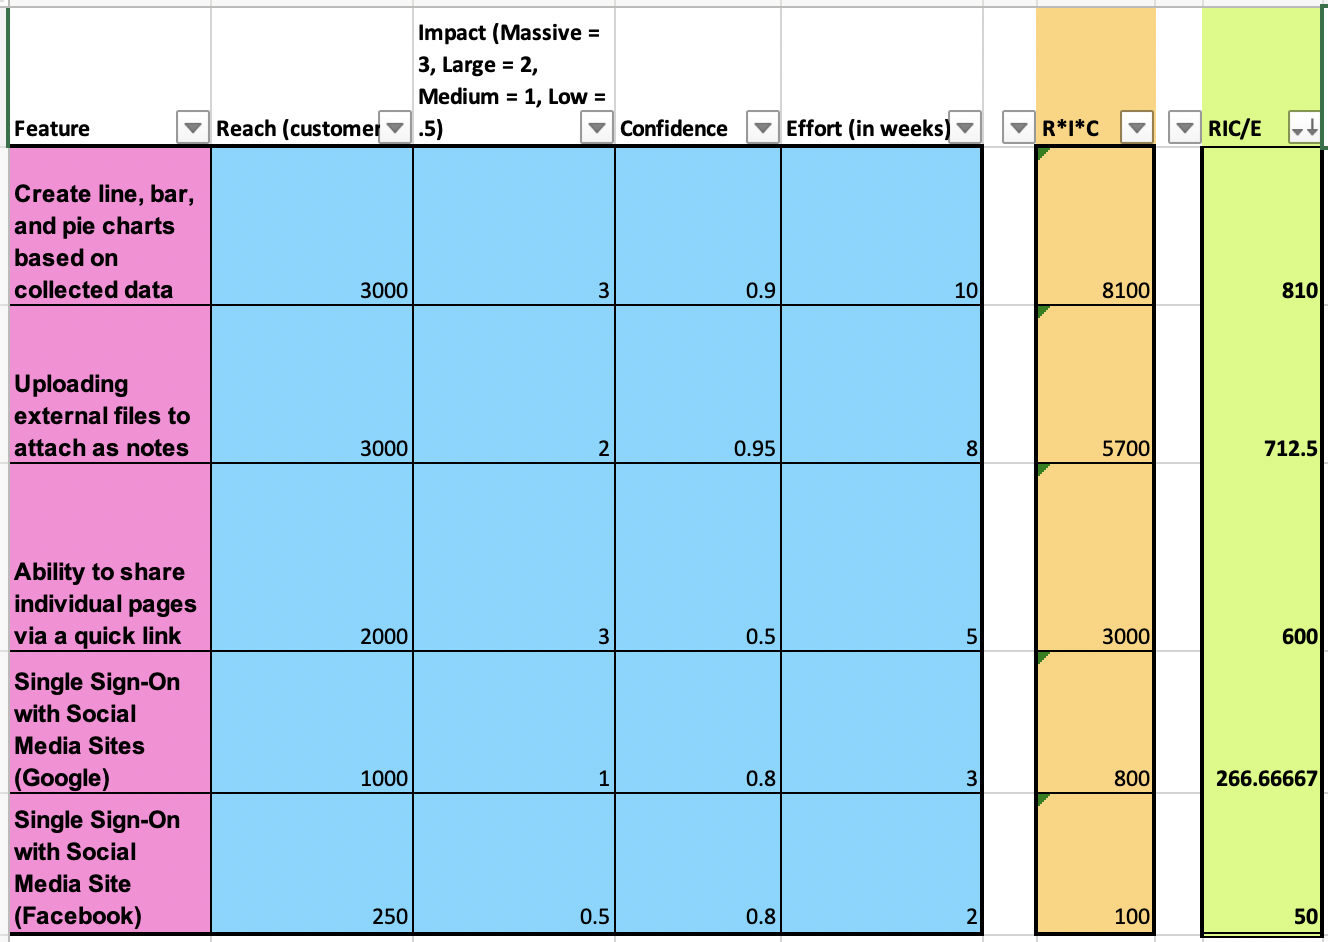 Impact (Massive =
3, Large = 2,
Medium = 1, Low =
Feature Reach (customer .5) Confidence Effort (in weeks) R*I*C RIC/E
Create line, bar,
and pie charts
based on
collected data 3000 3 0.9 10 8100 810
Uploading
external files to
attach as notes 3000 2 0.95 8 5700 712.5
Ability to share
individual pages
via a quick link 2000 3 0.5 5 3000 600
Single Sign-On
with Social
Media Sites
(Google) 1000 1 0.8 3 800 266.66667
Single Sign-On
with Social
Media Site
(Facebook) 250 0.5 0.8 2 100 50